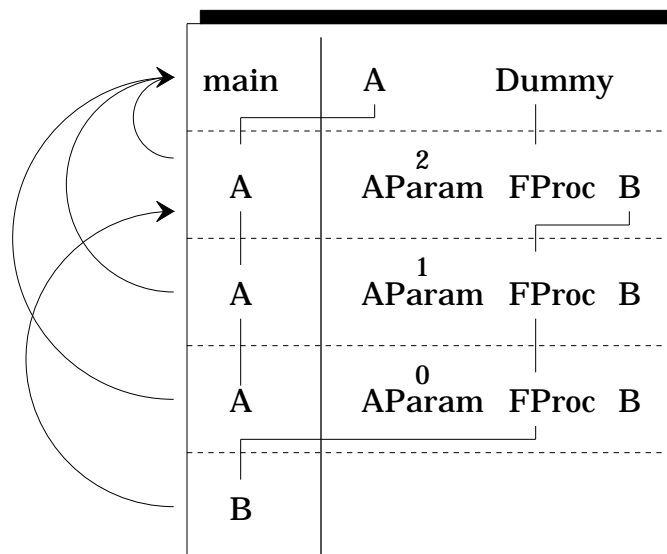 main A Dummy
2
A AParam FProc B
1
A AParam FProc B
0
A AParam FProc B
B